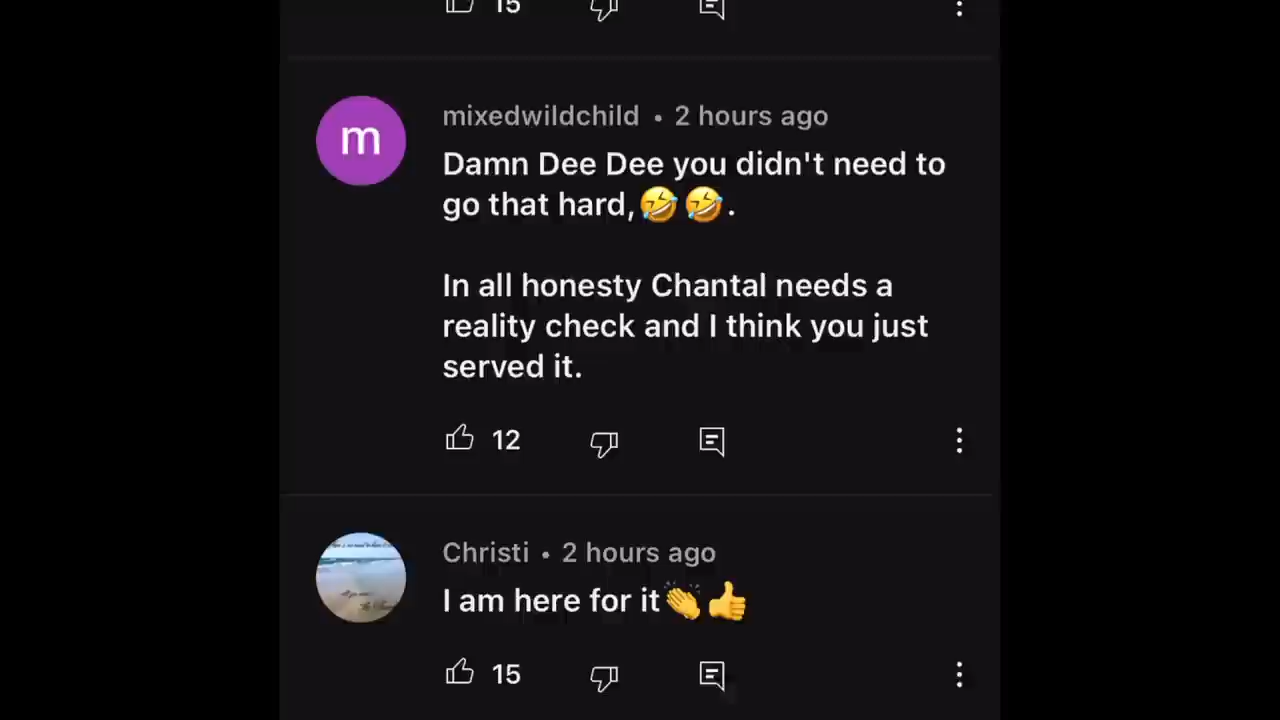 15
m
mixedwildchild • 2 hours ago
Damn Dee Dee you didn't need to
go that hard,🤣🤣.
In all honesty Chantal needs a
reality check and I think you just
served it.
12
Christi • 2 hours ago
I am here for it👏👍
15